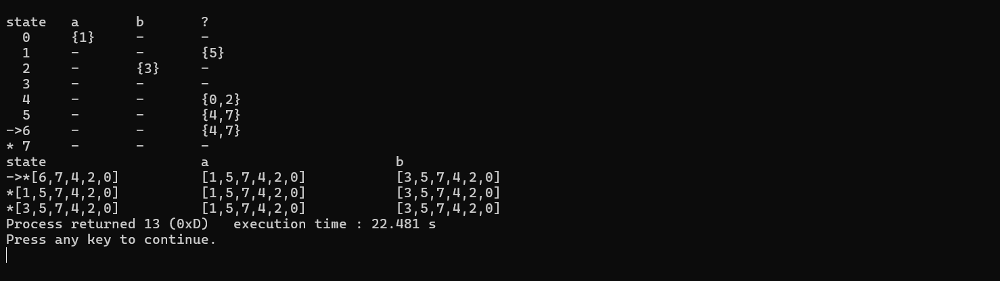 state   a       b       ?
  0     {1}     -       -
  1     -       -       {5}
  2     -       {3}     -
  3     -       -       -
  4     -       -       {0,2}
  5     -       -       {4,7}
->6     -       -       {4,7}
* 7     -       -       -
state                   a                       b
->*[6,7,4,2,0]          [1,5,7,4,2,0]           [3,5,7,4,2,0]
*[1,5,7,4,2,0]          [1,5,7,4,2,0]           [3,5,7,4,2,0]
*[3,5,7,4,2,0]          [1,5,7,4,2,0]           [3,5,7,4,2,0]
Process returned 13 (0xD)   execution time : 22.481 s
Press any key to continue.